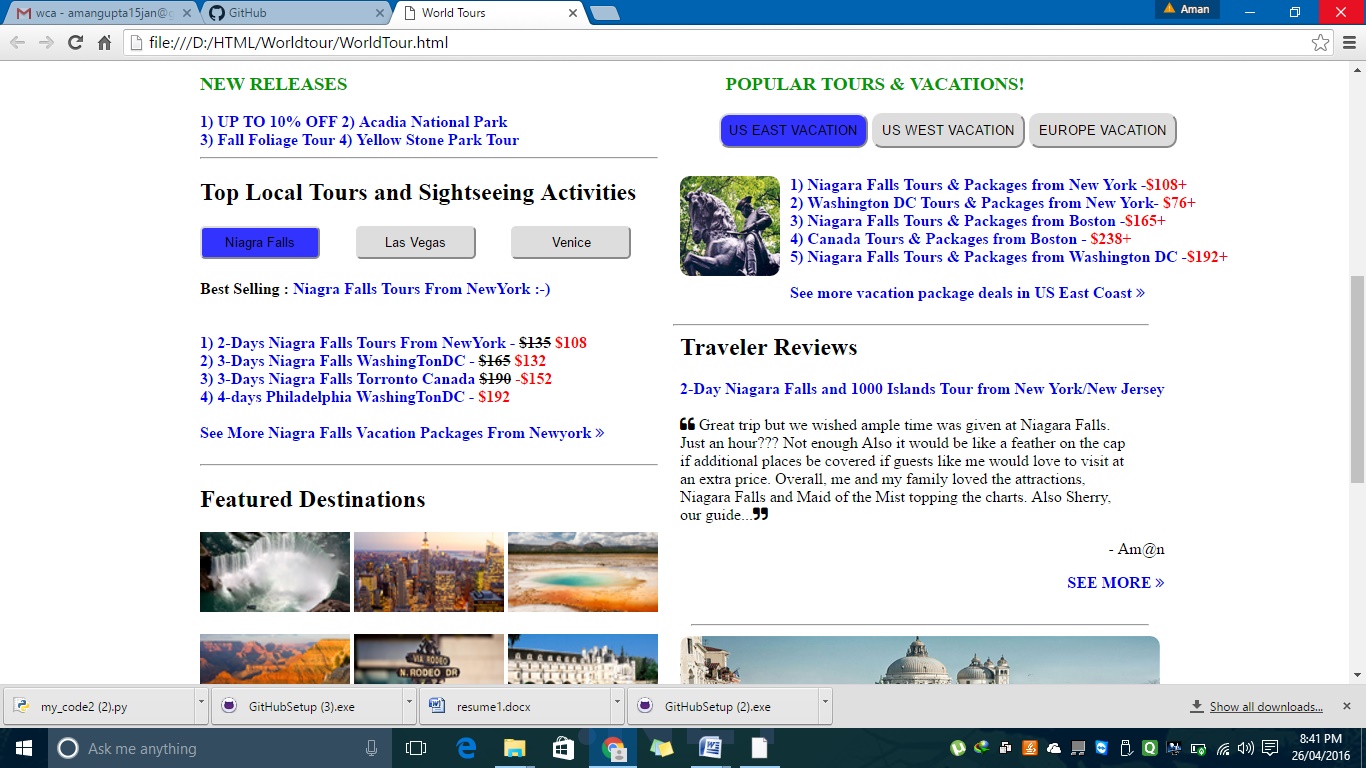 wca - amangupta15jan@g
GitHub
World Tours
Aman
file:///D:/HTML/Worldtour/WorldTour.html
NEW RELEASES
1) UP TO 10% OFF 2) Acadia National Park
3) Fall Foliage Tour 4) Yellow Stone Park Tour
Top Local Tours and Sightseeing Activities
Niagra Falls
Las Vegas
Venice
Best Selling : Niagra Falls Tours From NewYork :-)
1) 2-Days Niagra Falls Tours From NewYork - $135 $108
2) 3-Days Niagra Falls WashingTonDC - $165 $132
3) 3-Days Niagra Falls Torronto Canada $190 -$152
4) 4-days Philadelphia WashingTonDC - $192
See More Niagra Falls Vacation Packages From Newyork »
Featured Destinations
VIA RODEO
N. RODEO DR
POPULAR TOURS & VACATIONS!
US EAST VACATION
US WEST VACATION
EUROPE VACATION
1) Niagara Falls Tours & Packages from New York -$108+
2) Washington DC Tours & Packages from New York- $76+
3) Niagara Falls Tours & Packages from Boston -$165+
4) Canada Tours & Packages from Boston - $238+
5) Niagara Falls Tours & Packages from Washington DC -$192+
See more vacation package deals in US East Coast »
Traveler Reviews
2-Day Niagara Falls and 1000 Islands Tour from New York/New Jersey
❝ Great trip but we wished ample time was given at Niagara Falls.
Just an hour??? Not enough Also it would be like a feather on the cap
if additional places be covered if guests like me would love to visit at
an extra price. Overall, me and my family loved the attractions,
Niagara Falls and Maid of the Mist topping the charts. Also Sherry,
our guide...❞
- Am@n
SEE MORE »
my_code2 (2).py
GitHubSetup (3).exe
resume1.docx
GitHubSetup (2).exe
Show all downloads...
Ask me anything
8:41 PM
26/04/2016